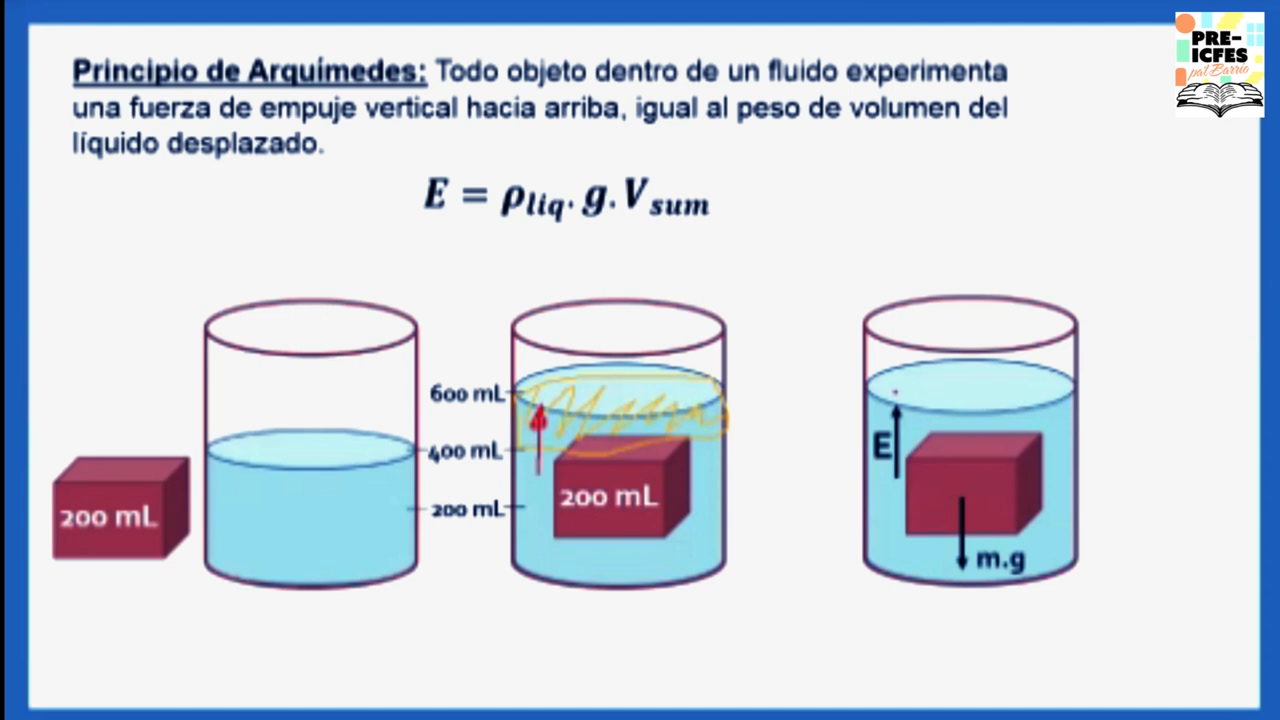 PRE-
ICFES
pal Barrio
Principio de Arquímedes: Todo objeto dentro de un fluido experimenta
una fuerza de empuje vertical hacia arriba, igual al peso de volumen del
líquido desplazado.
E = ρliq. g. Vsum
600 mL
400 mL
200 mL
200 mL
200 mL
E
m.g